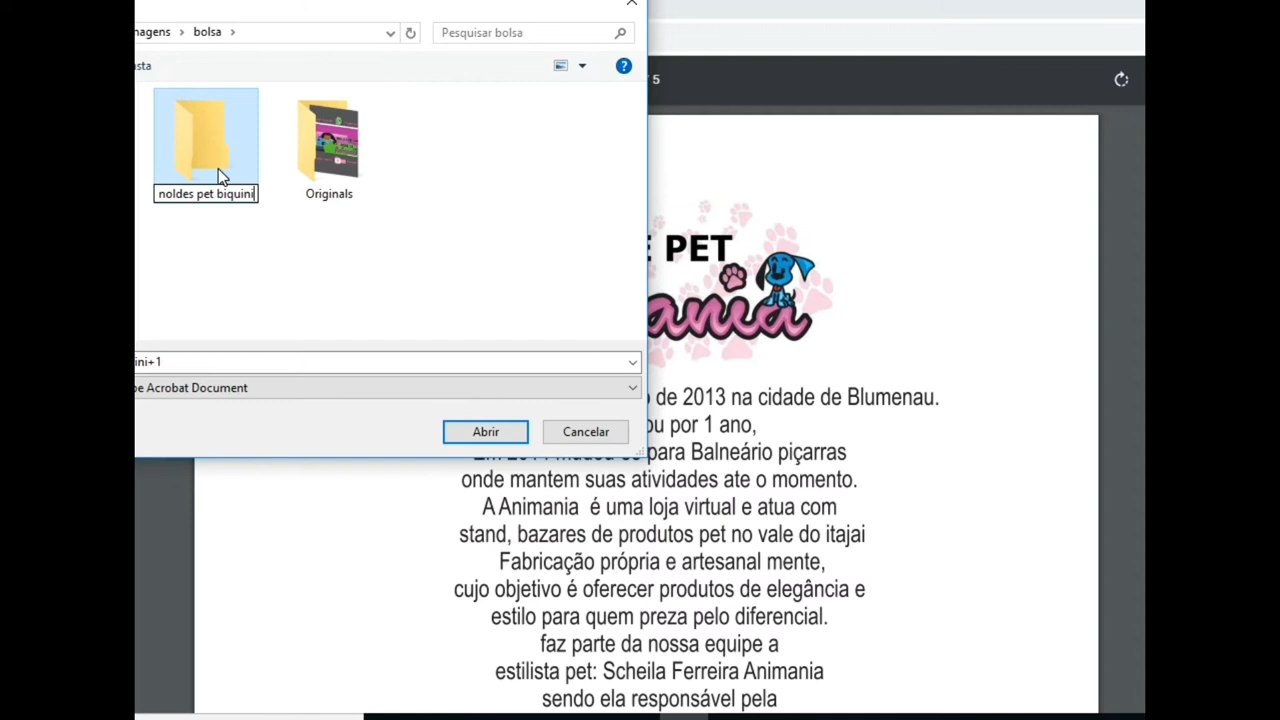 bolsa
Pesquisar bolsa
noldes pet biquini
Originals
ini+1
Acrobat Document
Abrir
Cancelar
5
PET
de 2013 na cidade de Blumenau.
por 1 ano,
para Balneário piçarras
onde mantem suas atividades ate o momento.
A Animania é uma loja virtual e atua com
stand, bazares de produtos pet no vale do itajai
Fabricação própria e artesanal mente,
cujo objetivo é oferecer produtos de elegância e
estilo para quem preza pelo diferencial.
faz parte da nossa equipe a
estilista pet: Scheila Ferreira Animania
sendo ela responsável pela